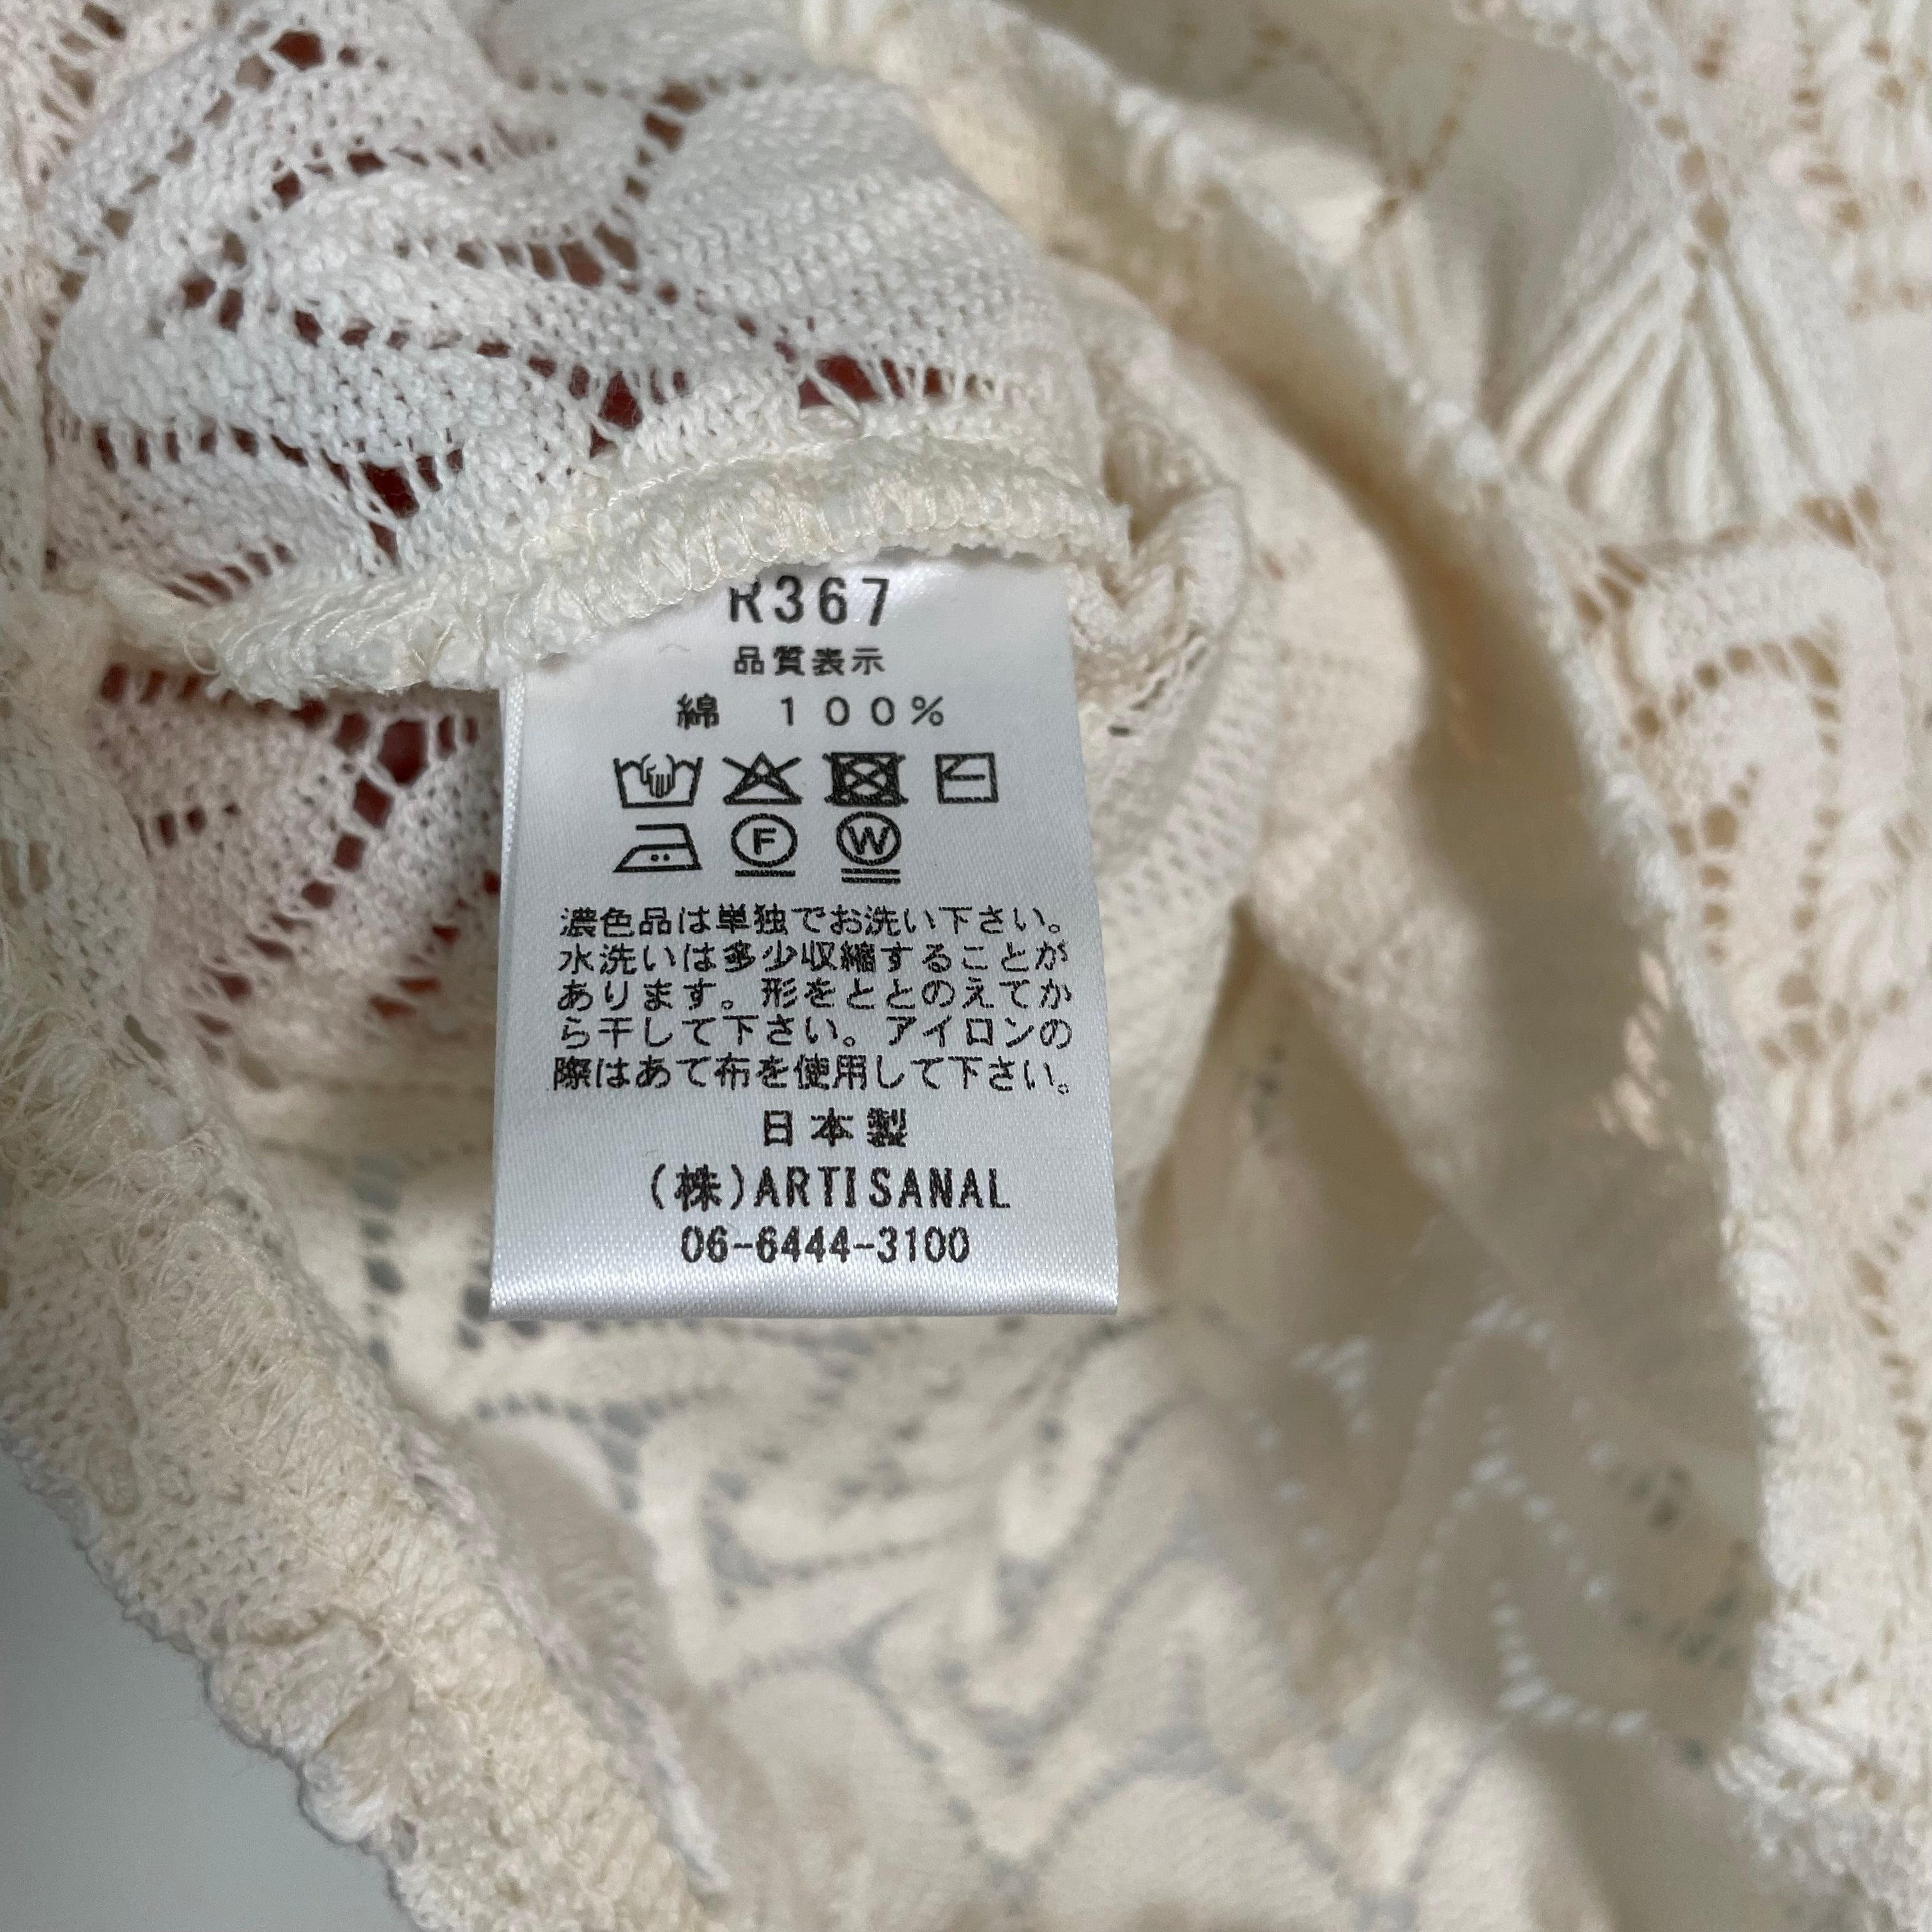 R367
品質表示
綿 100%
F W
濃色品は単独でお洗い下さい。
水洗いは多少収縮することが
あります。形をととのえてか
ら干して下さい。アイロンの
際はあて布を使用して下さい。
日本製
(株)ARTISANAL
06-6444-3100